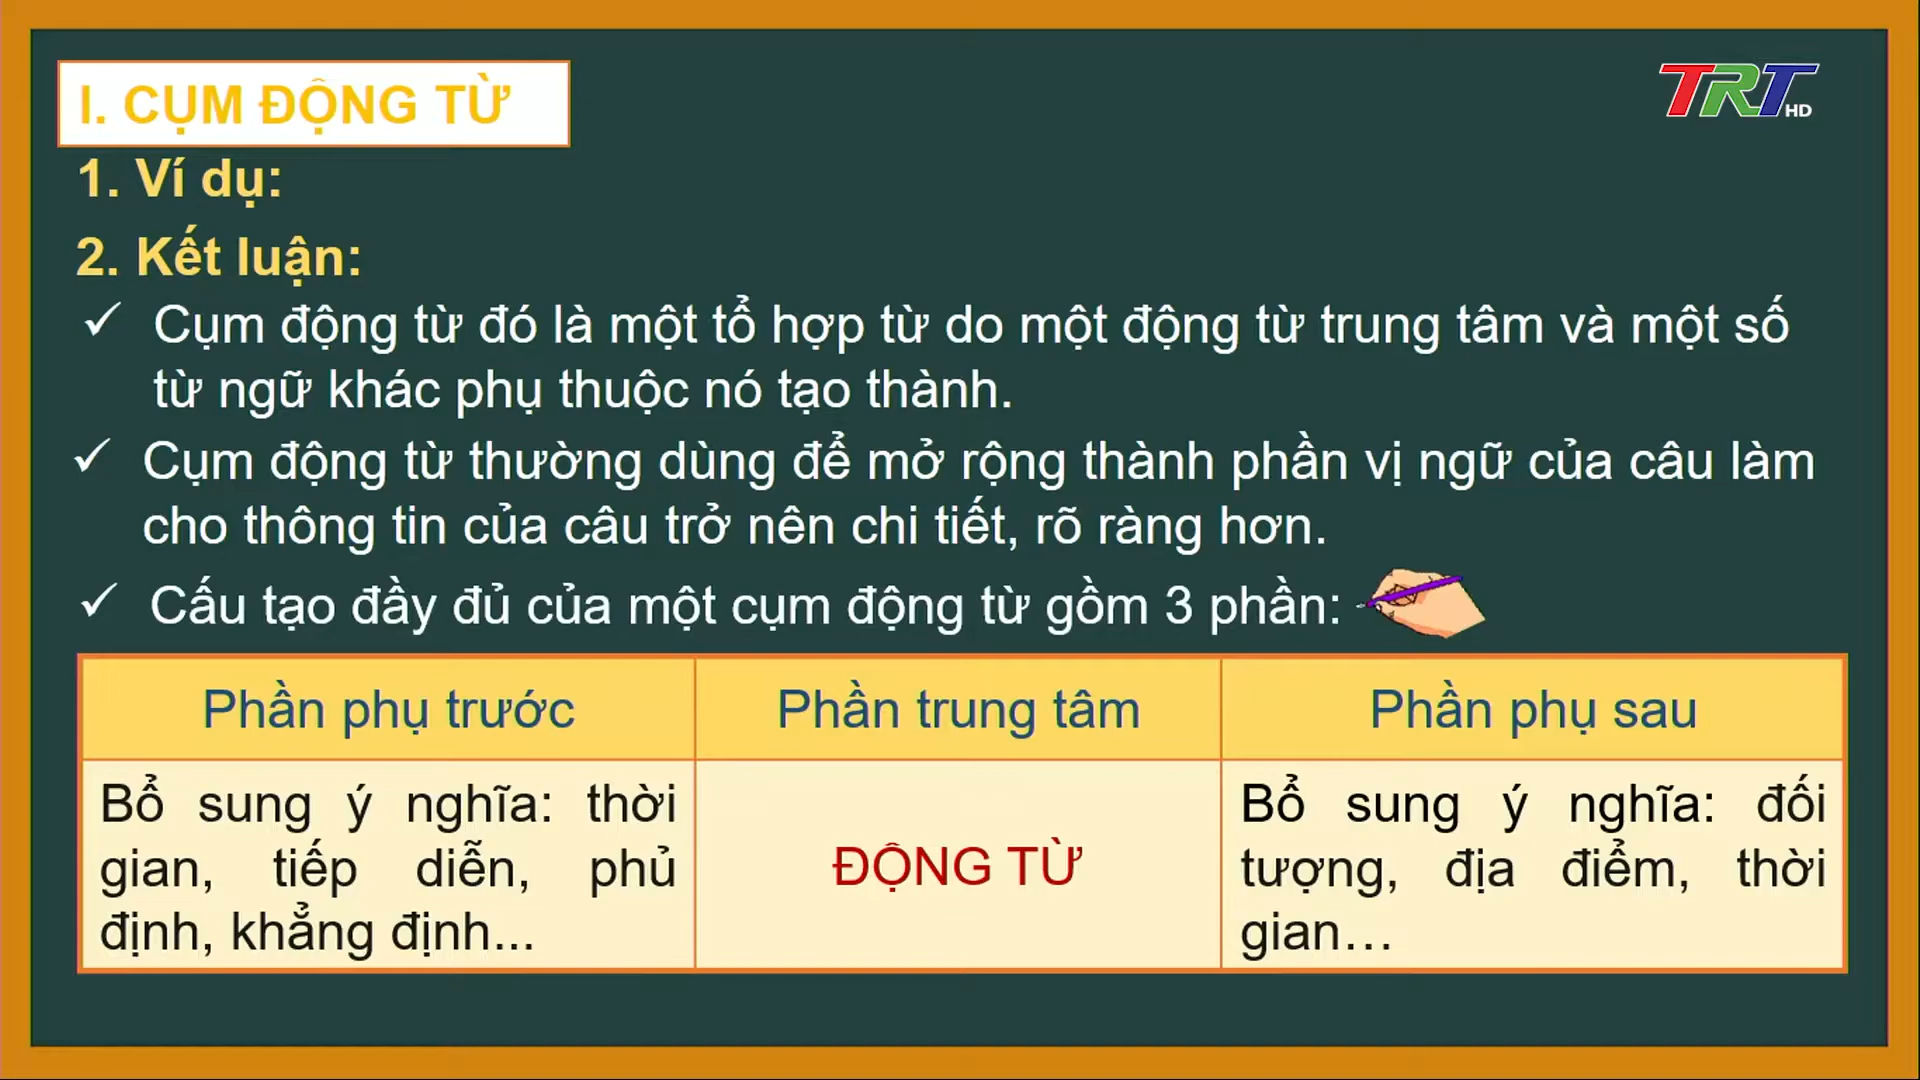 I. CỤM ĐỘNG TỪ
TRT HD
1. Ví dụ:
2. Kết luận:
✓ Cụm động từ đó là một tổ hợp từ do một động từ trung tâm và một số
từ ngữ khác phụ thuộc nó tạo thành.
✓ Cụm động từ thường dùng để mở rộng thành phần vị ngữ của câu làm
cho thông tin của câu trở nên chi tiết, rõ ràng hơn.
✓ Cấu tạo đầy đủ của một cụm động từ gồm 3 phần:
Phần phụ trước
Phần trung tâm
Phần phụ sau
Bổ sung ý nghĩa: thời
gian, tiếp diễn, phủ
định, khẳng định...
ĐỘNG TỪ
Bổ sung ý nghĩa: đối
tượng, địa điểm, thời
gian…